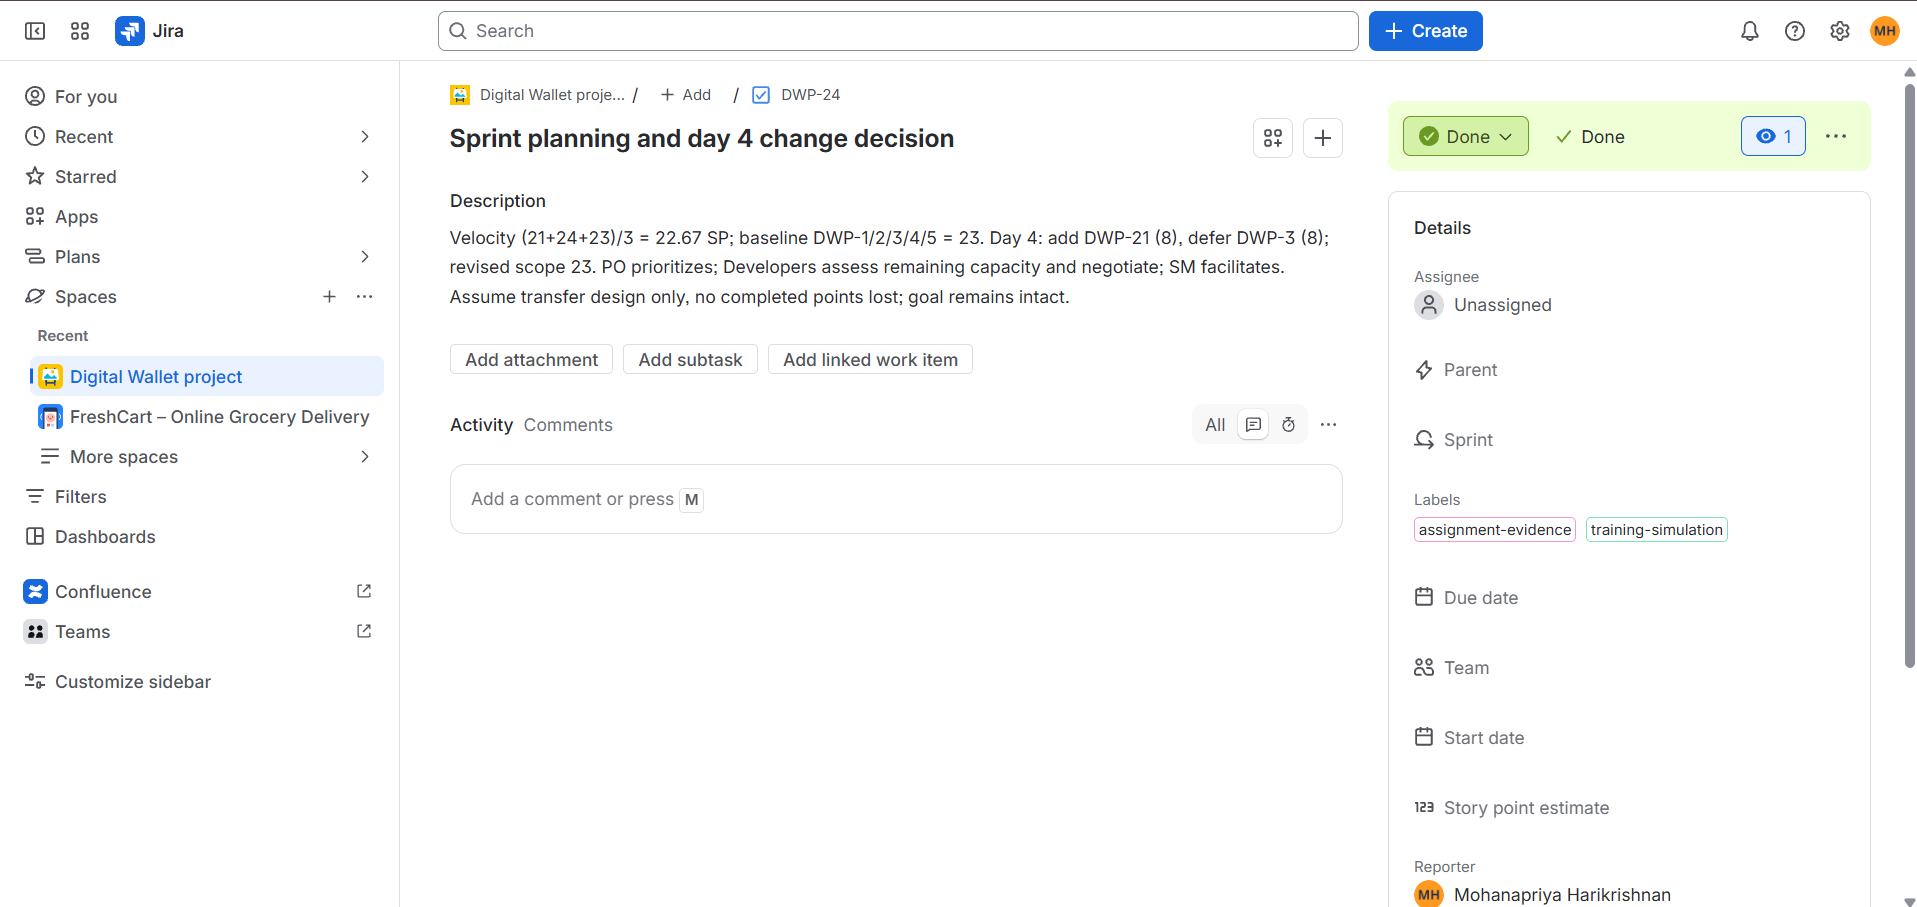 Jira
Search
Create
MH
For you
Recent
Starred
Apps
Plans
Spaces
Recent
Digital Wallet project
FreshCart – Online Grocery Delivery
More spaces
Filters
Dashboards
Confluence
Teams
Customize sidebar
Digital Wallet proje... / + Add / DWP-24
Sprint planning and day 4 change decision
Description
Velocity (21+24+23)/3 = 22.67 SP; baseline DWP-1/2/3/4/5 = 23. Day 4: add DWP-21 (8), defer DWP-3 (8);
revised scope 23. PO prioritizes; Developers assess remaining capacity and negotiate; SM facilitates.
Assume transfer design only, no completed points lost; goal remains intact.
Add attachment Add subtask Add linked work item
Activity Comments All
Add a comment or press M
Done Done 1
Details
Assignee
Unassigned
Parent
Sprint
Labels
assignment-evidence training-simulation
Due date
Team
Start date
123 Story point estimate
Reporter
MH Mohanapriya Harikrishnan